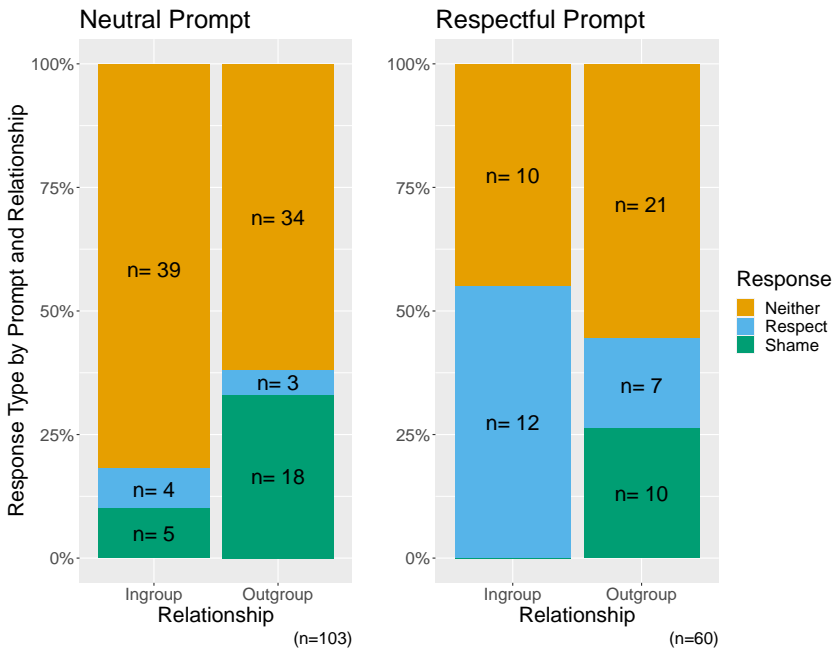 Neutral Prompt
Respectful Prompt
Response Type by Prompt and Relationship
100%
75%
50%
25%
0%
n= 39
n= 34
n= 4
n= 3
n= 5
n= 18
Ingroup
Outgroup
Relationship
(n=103)
100%
75%
50%
25%
0%
n= 10
n= 21
n= 12
n= 7
n= 10
Ingroup
Outgroup
Relationship
(n=60)
Response
Neither
Respect
Shame